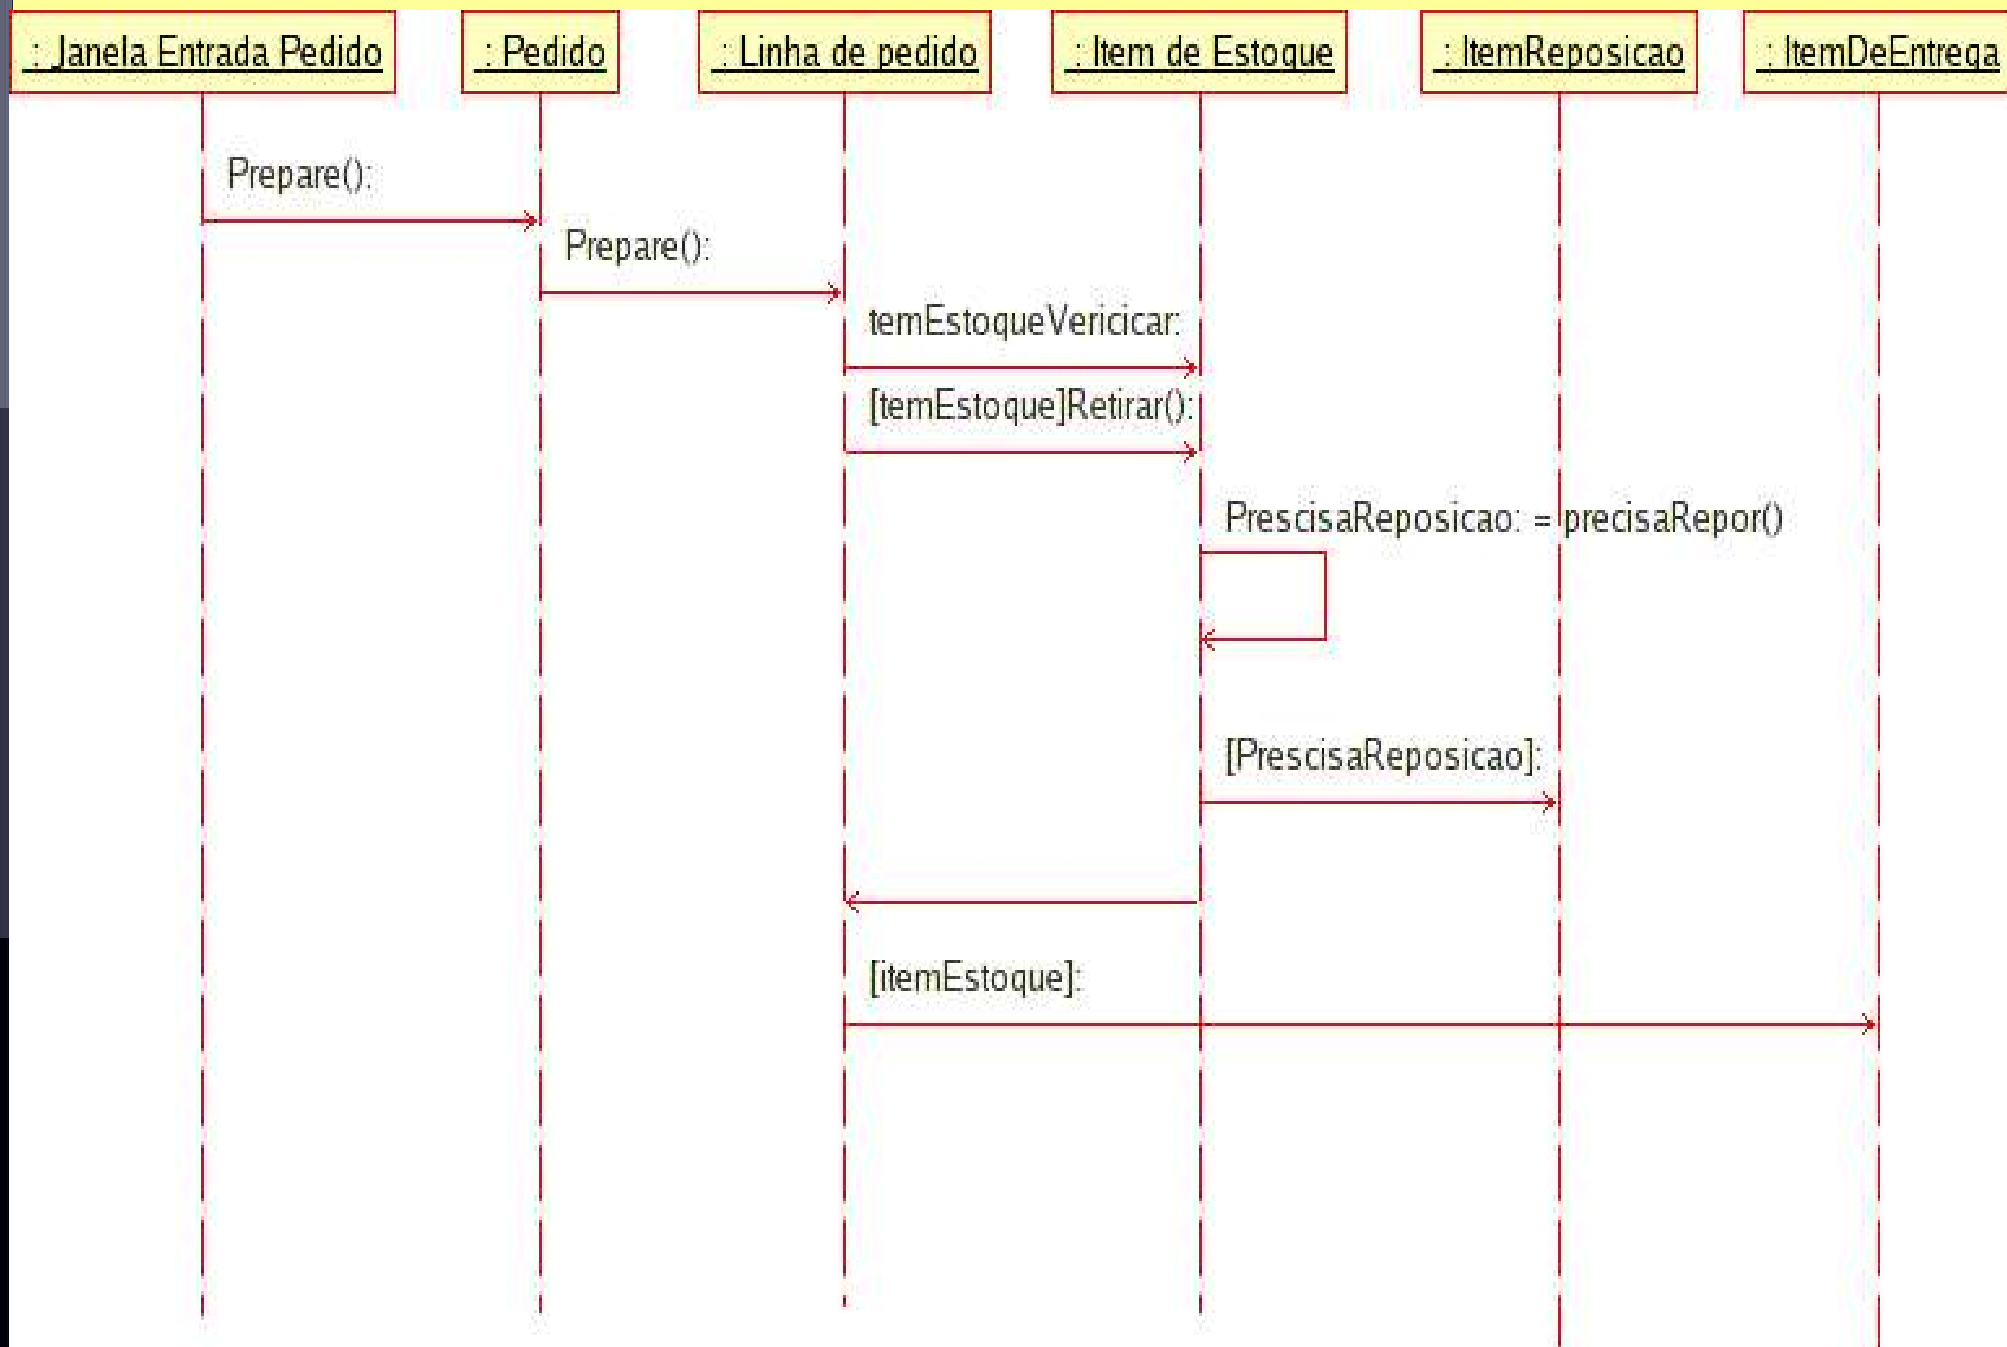 : Janela Entrada Pedido
: Pedido
: Linha de pedido
: Item de Estoque
: ItemReposicao
: ItemDeEntrega
Prepare():
Prepare():
temEstoqueVericicar:
[temEstoque]Retirar():
PrescisaReposicao: = precisaRepor()
[PrescisaReposicao]:
[itemEstoque]: